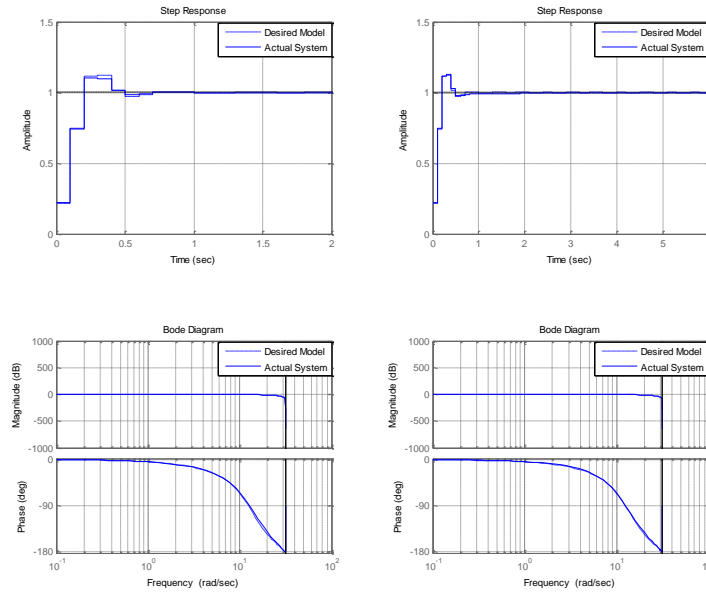 Step Response
1.5
1
0.5
0
Amplitude
Desired Model
Actual System
0 0.5 1 1.5 2
Time (sec)
Step Response
1.5
1
0.5
0
Amplitude
Desired Model
Actual System
0 1 2 3 4 5
Time (sec)
Bode Diagram
1000
500
0
-500
-1000
Magnitude (dB)
Desired Model
Actual System
0
-90
-180
Phase (deg)
10^-1 10^0 10^1 10^2
Frequency (rad/sec)
Bode Diagram
1000
500
0
-500
-1000
Magnitude (dB)
Desired Model
Actual System
0
-90
-180
Phase (deg)
10^-1 10^0 10^1
Frequency (rad/sec)